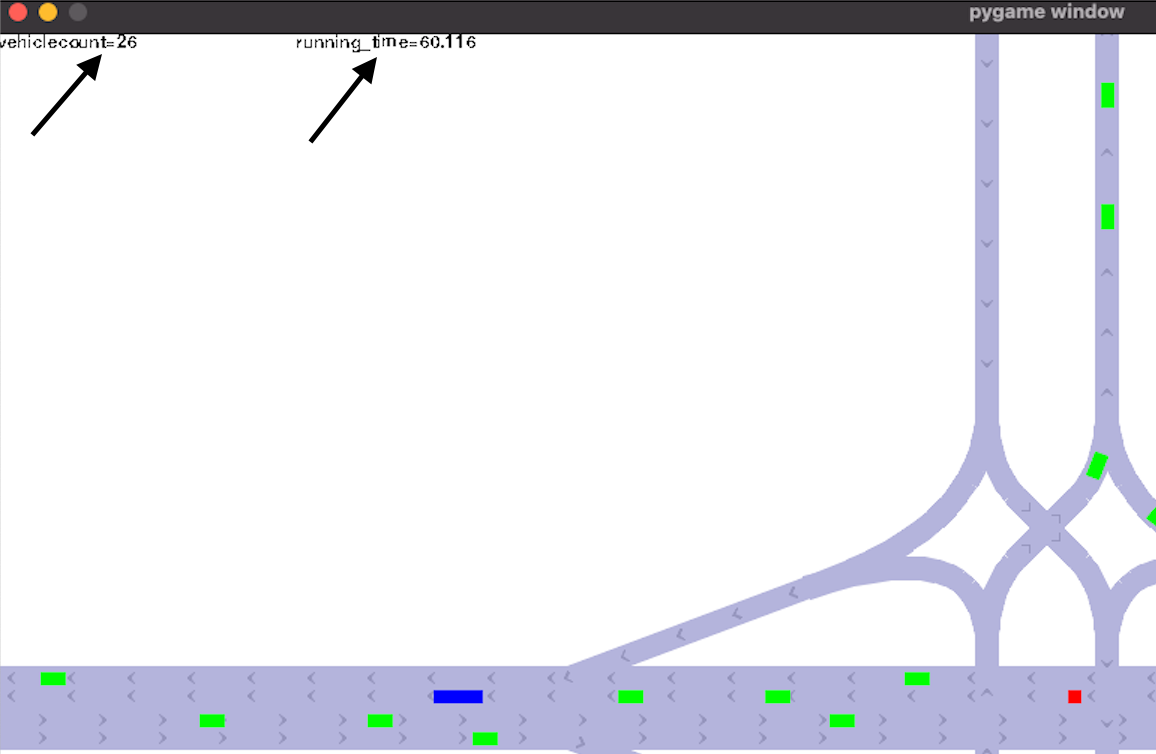 pygame window
vehiclecount=26
running_time=60.116